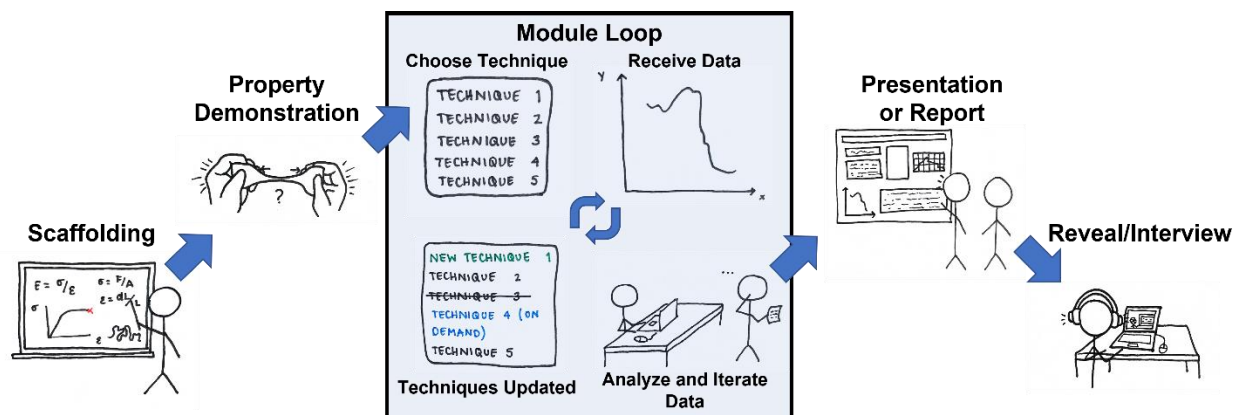 Scaffolding
E = σ/ε
σ = F/A
ε = dL/L
σ
ε
Property
Demonstration
?
Module Loop
Choose Technique
TECHNIQUE 1
TECHNIQUE 2
TECHNIQUE 3
TECHNIQUE 4
TECHNIQUE 5
Receive Data
Y
x
NEW TECHNIQUE 1
TECHNIQUE 2
TECHNIQUE 3
TECHNIQUE 4 (ON
DEMAND)
TECHNIQUE 5
Techniques Updated
...
Analyze and Iterate
Data
Presentation
or Report
Reveal/Interview